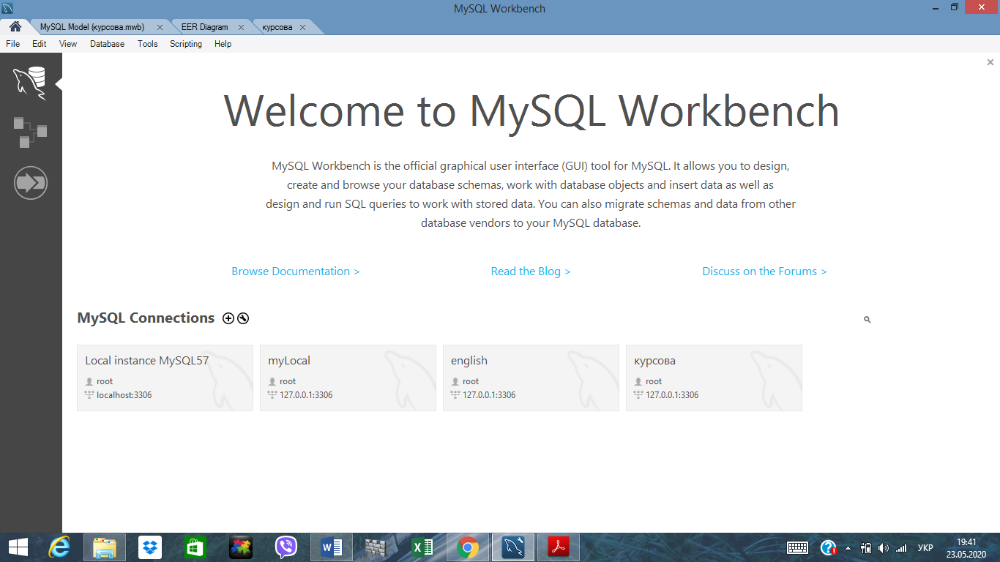 MySQL Workbench
MySQL Model (курсова.mwb)
EER Diagram
курсова
File Edit View Database Tools Scripting Help
Welcome to MySQL Workbench
MySQL Workbench is the official graphical user interface (GUI) tool for MySQL. It allows you to design,
create and browse your database schemas, work with database objects and insert data as well as
design and run SQL queries to work with stored data. You can also migrate schemas and data from other
database vendors to your MySQL database.
Browse Documentation >
Read the Blog >
Discuss on the Forums >
MySQL Connections
Local instance MySQL57
root
localhost:3306
myLocal
root
127.0.0.1:3306
english
root
127.0.0.1:3306
курсова
root
127.0.0.1:3306
УКР
19:41
23.05.2020